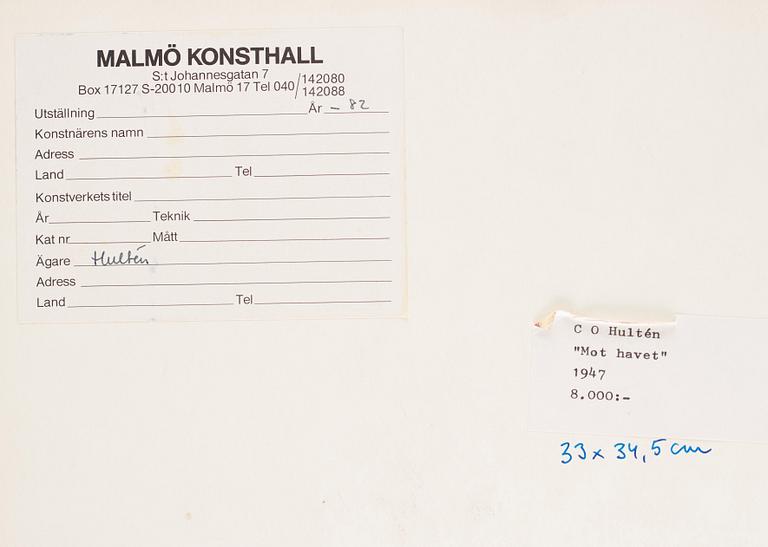 MALMÖ KONSTHALL
S:t Johannesgatan 7
Box 17127 S-20010 Malmö 17 Tel 040/142080
142088
Utställning År - 82
Konstnärens namn
Adress
Land Tel
Konstverkets titel
År Teknik
Kat nr Mått
Ägare Hultén
Adress
Land Tel
C O Hultén
"Mot havet"
1947
8.000:-
33 x 34,5 cm